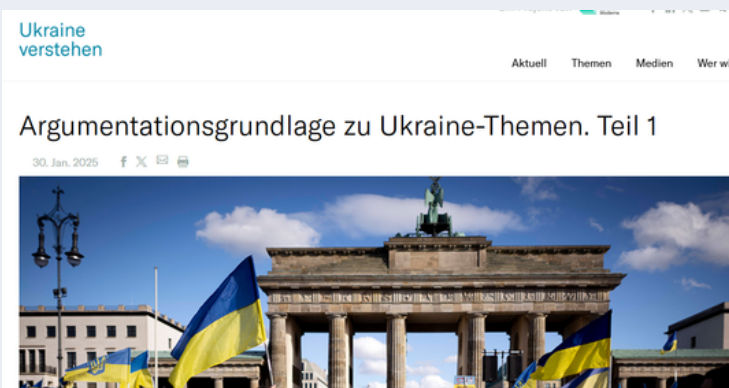 Ukraine
verstehen
Aktuell Themen Medien
Argumentationsgrundlage zu Ukraine-Themen. Teil 1
30. Jan. 2025